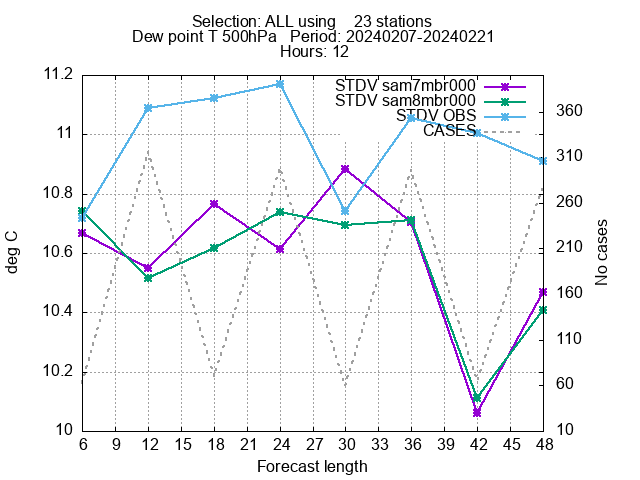 Selection: ALL using    23 stations
Dew point T 500hPa   Period: 20240207-20240221
Hours: 12
STDV sam7mbr000
STDV sam8mbr000
STDV OBS
CASES
11.2
11
10.8
10.6
10.4
10.2
10
deg C
360
310
260
210
160
110
60
10
No cases
6 9 12 15 18 21 24 27 30 33 36 39 42 45 48
Forecast length